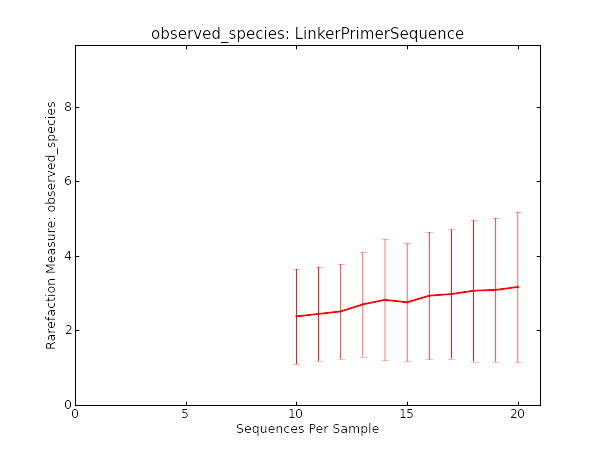 observed_species: LinkerPrimerSequence
Rarefaction Measure: observed_species
8
6
4
2
0
0 5 10 15 20
Sequences Per Sample